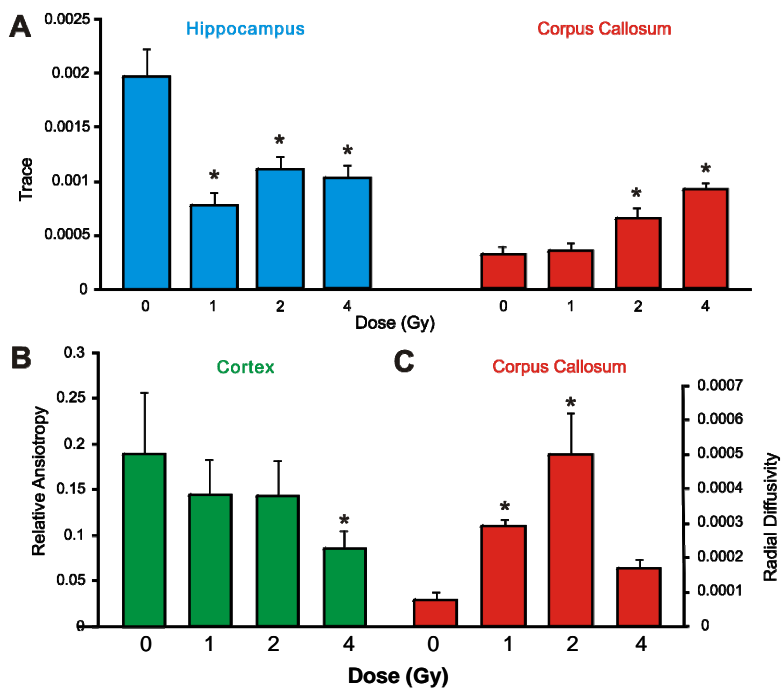 A
Hippocampus
Corpus Callosum
Trace
0.0025
0.002
0.0015
0.001
0.0005
0
* * * * *
0 1 2 4 0 1 2 4
Dose (Gy)
B
Cortex
C
Corpus Callosum
Relative Ansiotropy
0.3
0.25
0.2
0.15
0.1
0.05
0
* * *
0.0007
0.0006
0.0005
0.0004
0.0003
0.0002
0.0001
0
Radial Diffusivity
0 1 2 4 0 1 2 4
Dose (Gy)